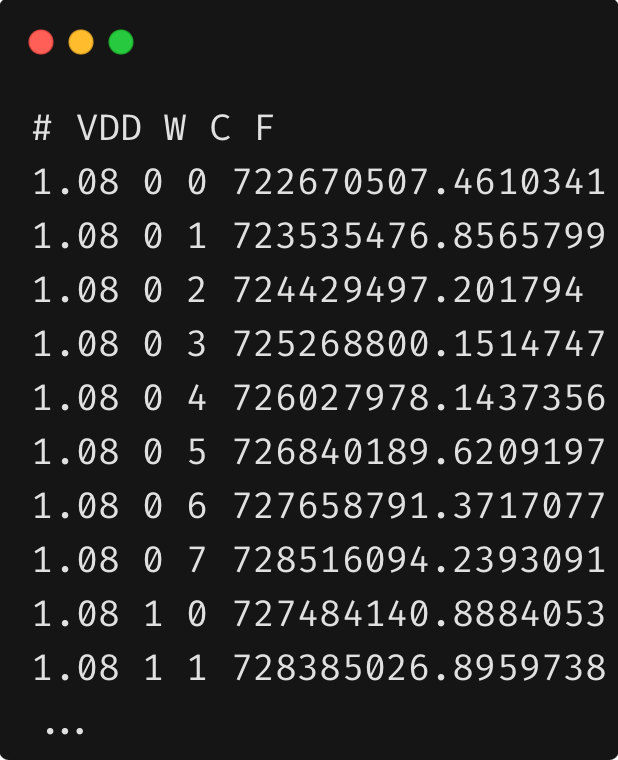 # VDD W C F
1.08 0 0 722670507.4610341
1.08 0 1 723535476.8565799
1.08 0 2 724429497.201794
1.08 0 3 725268800.1514747
1.08 0 4 726027978.1437356
1.08 0 5 726840189.6209197
1.08 0 6 727658791.3717077
1.08 0 7 728516094.2393091
1.08 1 0 727484140.8884053
1.08 1 1 728385026.8959738
...